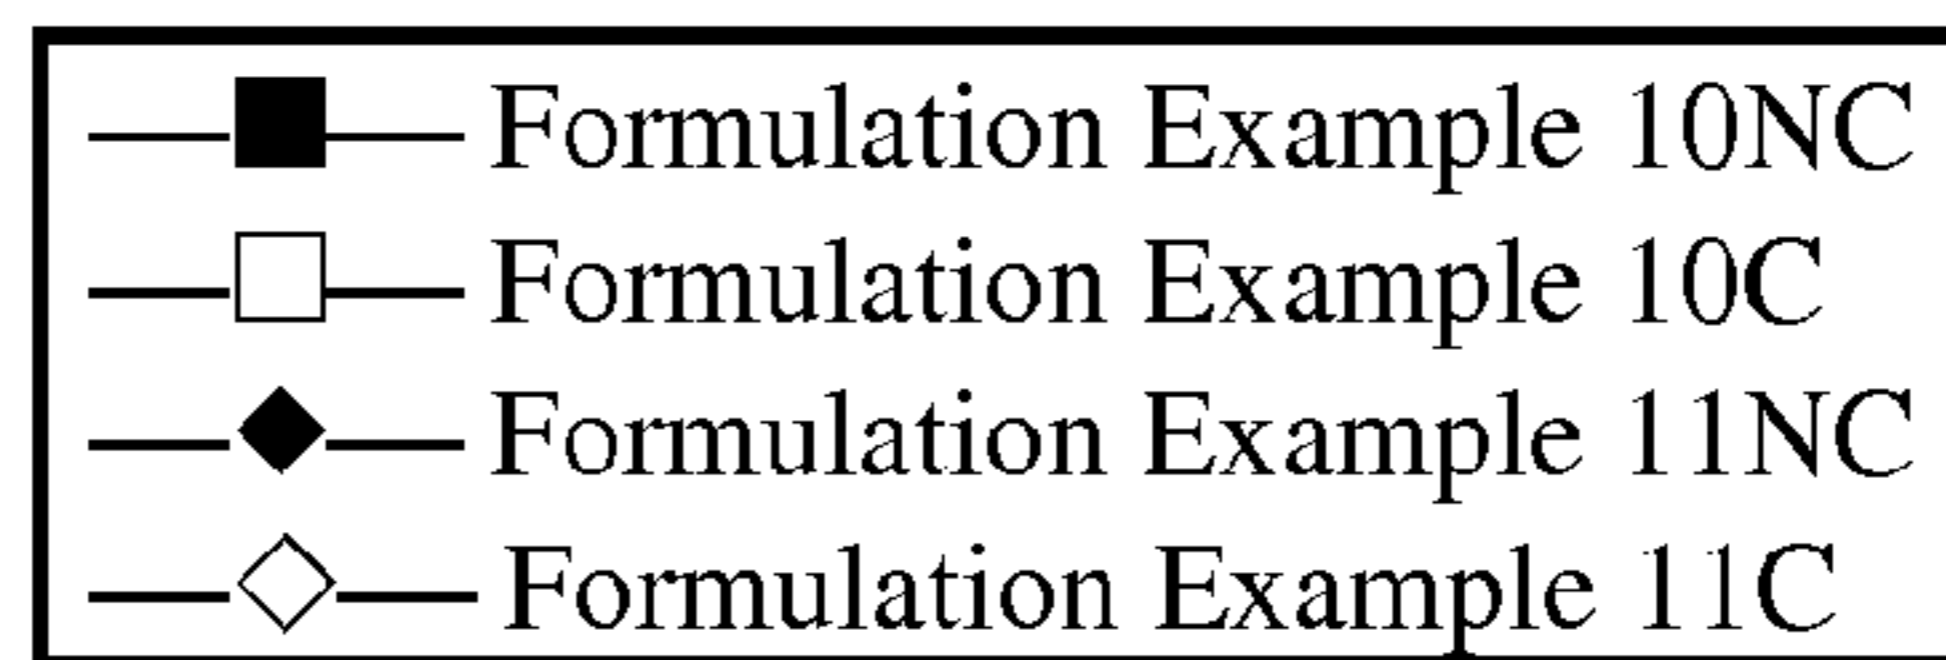 Formulation Example 10NC
Formulation Example 10C
Formulation Example 11NC
Formulation Example 11C